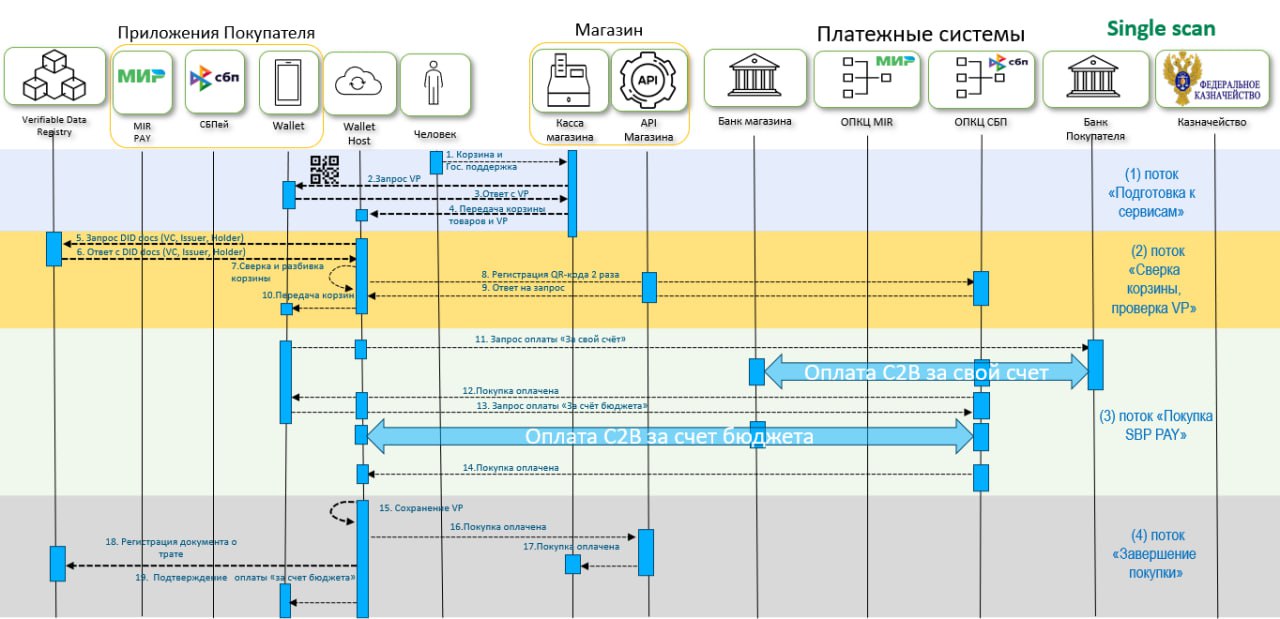 Приложения Покупателя
Магазин
Платежные системы
Single scan
МИР
сбп
API
МИР
сбп
ФЕДЕРАЛЬНОЕ
КАЗНАЧЕЙСТВО
Verifiable Data
Registry
MIR
PAY
СБПей
Wallet
Wallet
Host
Человек
Касса
магазина
API
Магазина
Банк магазина
ОПКЦ MIR
ОПКЦ СБП
Банк
Покупателя
Казначейство
1. Корзина и
Гос. поддержка
2.Запрос VP
3.Ответ с VP
4. Передача корзины
товаров и VP
(1) поток
«Подготовка к
сервисам»
5. Запрос DID docs (VC, Issuer, Holder)
6. Ответ с DID docs (VC, Issuer, Holder)
7.Сверка и разбивка
корзины
8. Регистрация QR-кода 2 раза
9. Ответ на запрос
10.Передача корзин
(2) поток
«Сверка
корзины,
проверка VP»
11. Запрос оплаты «За свой счёт»
Оплата С2В за свой счет
12.Покупка оплачена
13. Запрос оплаты «За счёт бюджета»
Оплата С2В за счет бюджета
14.Покупка оплачена
(3) поток «Покупка
SBP PAY»
15. Сохранение VP
16.Покупка оплачена
17.Покупка оплачена
18. Регистрация документа о
трате
19. Подтверждение оплаты «за счет бюджета»
(4) поток
«Завершение
покупки»